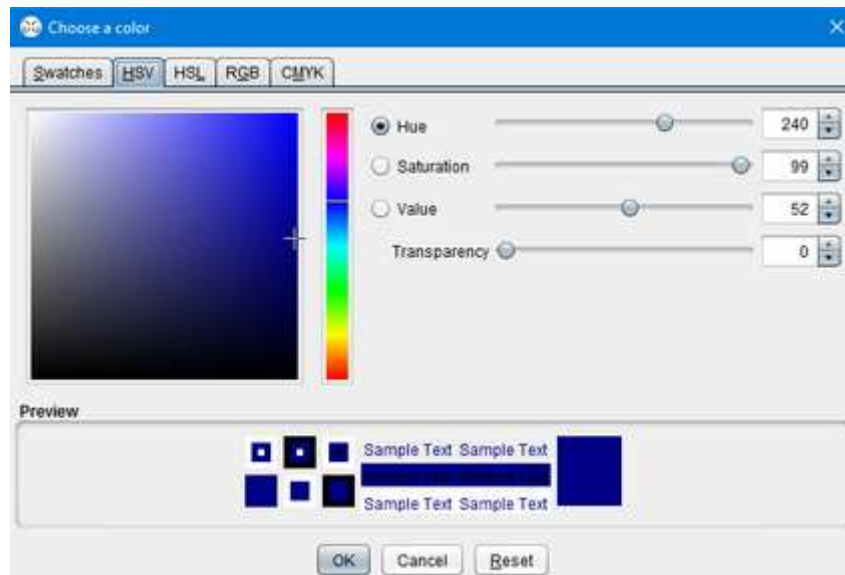 Choose a color
Swatches HSV HSL RGB CMYK
Hue 240
Saturation 99
Value 52
Transparency 0
Preview
Sample Text Sample Text
Sample Text Sample Text
OK Cancel Reset